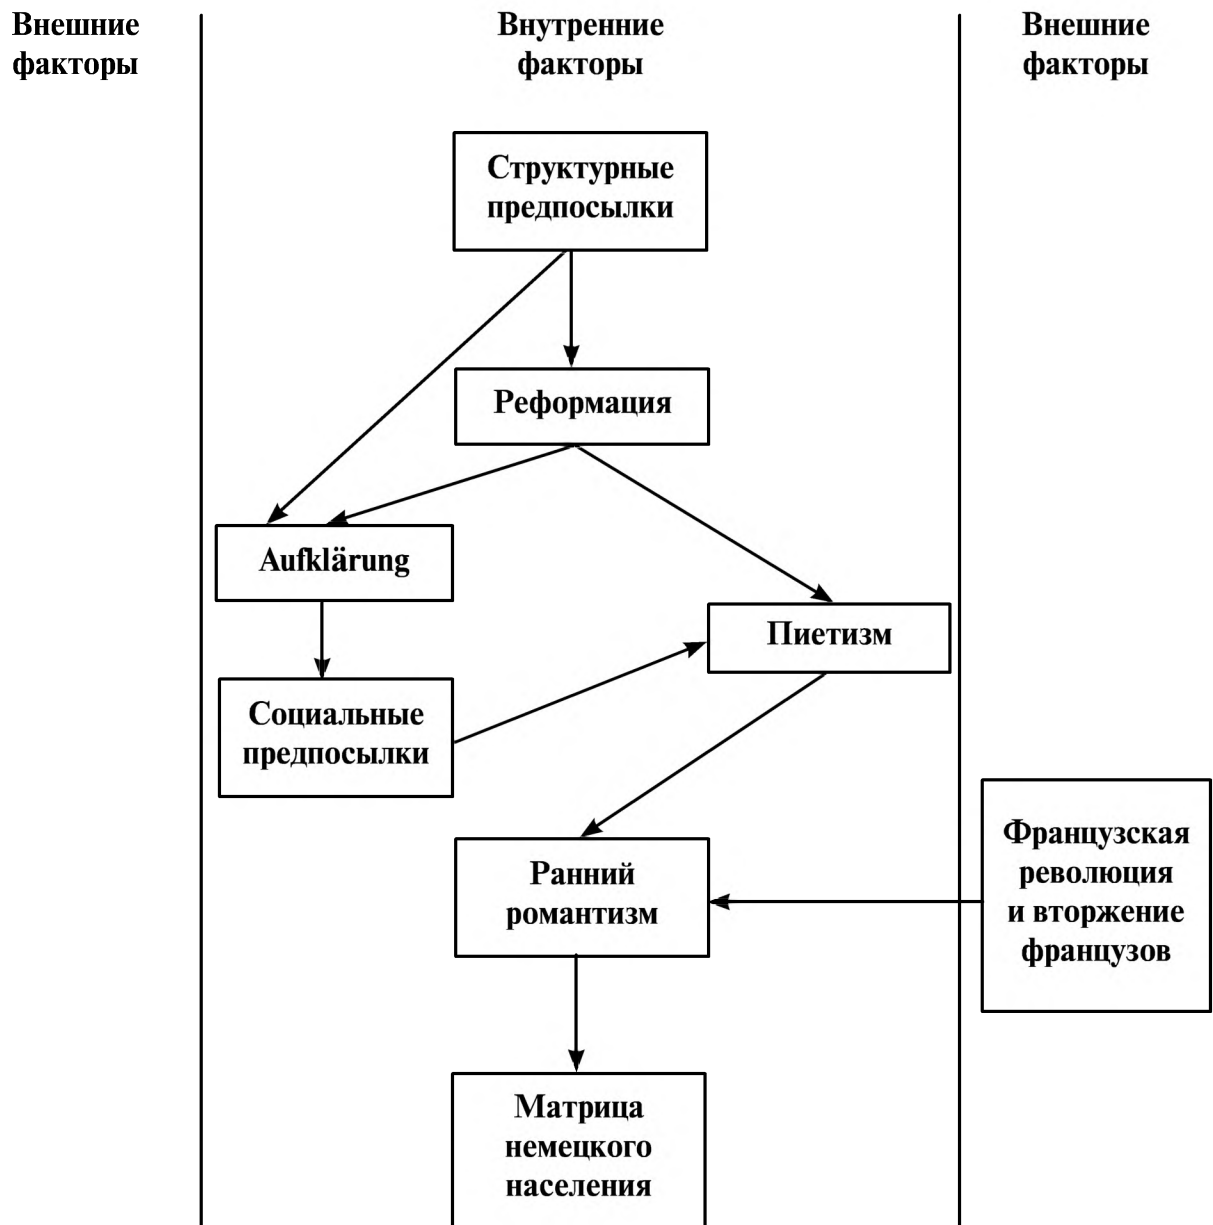 Внешние
факторы
Внутренние
факторы
Внешние
факторы
Структурные
предпосылки
Реформация
Aufklärung
Пиетизм
Социальные
предпосылки
Французская
революция
и вторжение
французов
Ранний
романтизм
Матрица
немецкого
населения